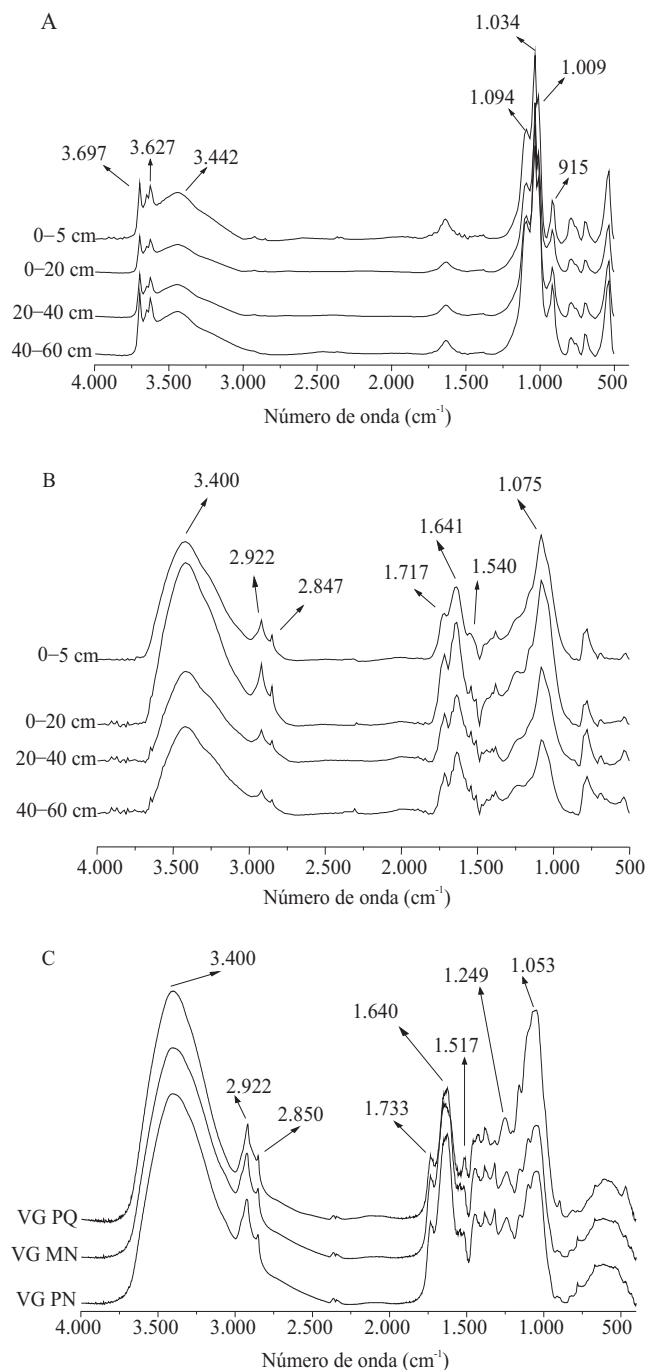 A
1.034
1.009
1.094
3.627
3.697
3.442
915
0–5 cm
0–20 cm
20–40 cm
40–60 cm
4.000 3.500 3.000 2.500 2.000 1.500 1.000 500
Número de onda (cm-1)
B
3.400
1.075
1.641
2.922
1.540
2.847
1.717
0–5 cm
0–20 cm
20–40 cm
40–60 cm
4.000 3.500 3.000 2.500 2.000 1.500 1.000 500
Número de onda (cm-1)
C
3.400
1.249
1.053
1.640
1.517
2.922
2.850
1.733
VG PQ
VG MN
VG PN
4.000 3.500 3.000 2.500 2.000 1.500 1.000 500
Número de onda (cm-1)